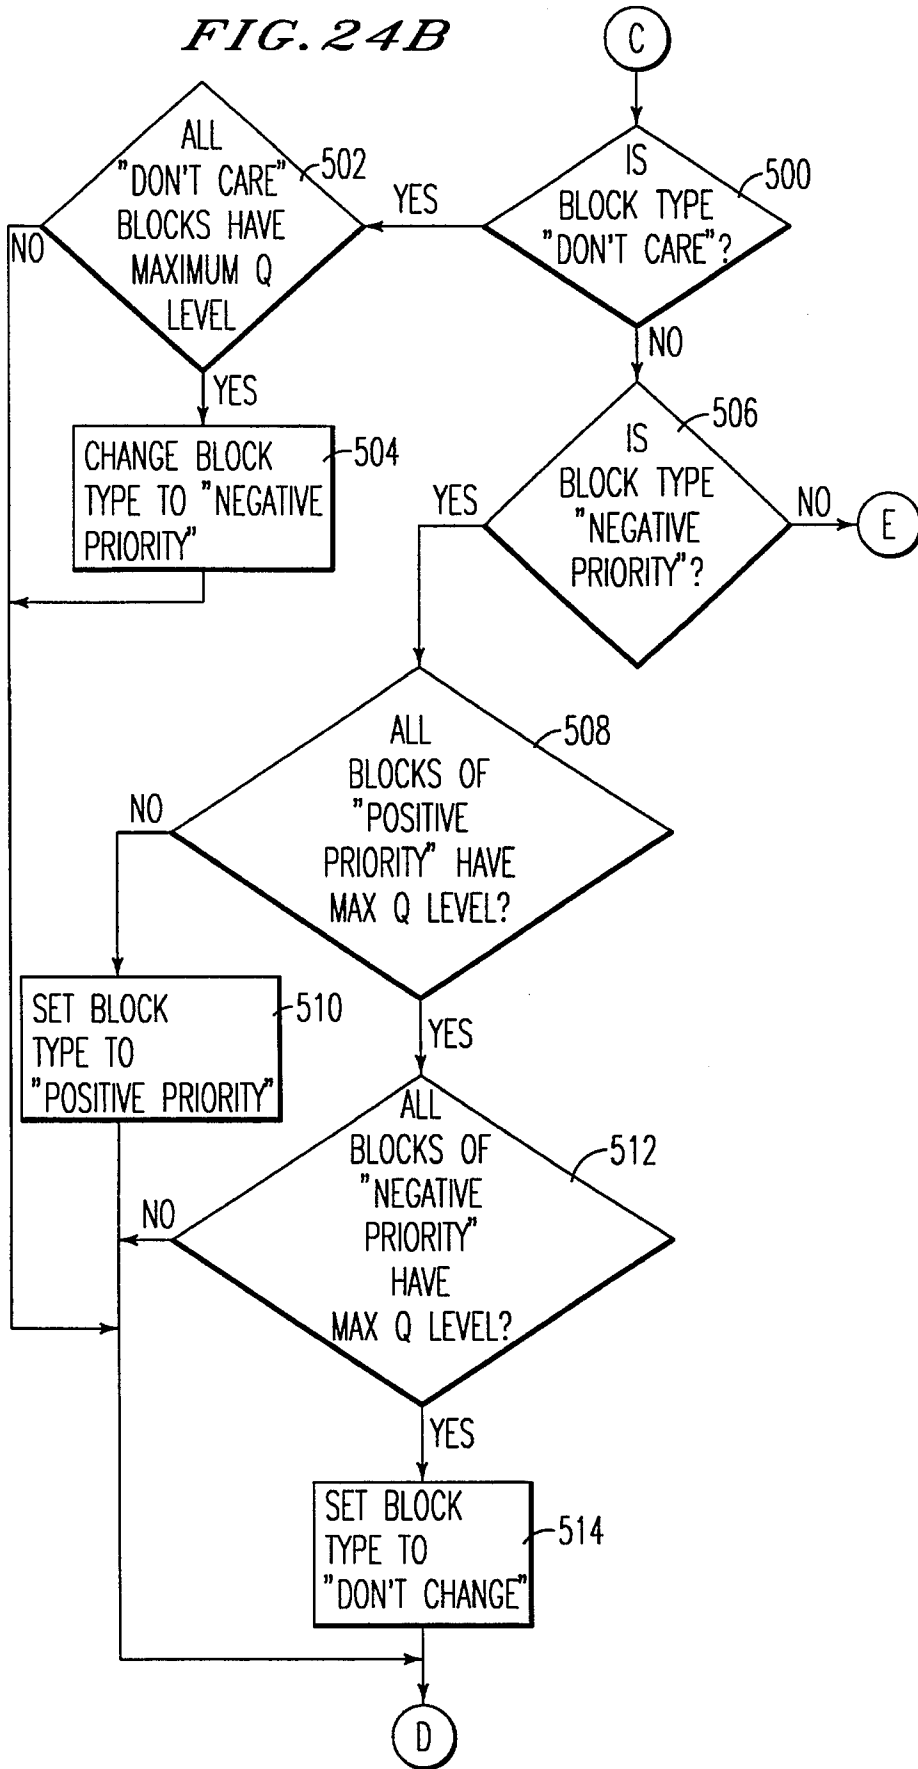 FIG. 24B
C
IS
BLOCK TYPE
"DON'T CARE"?
500
YES
NO
ALL
"DON'T CARE"
BLOCKS HAVE
MAXIMUM Q
LEVEL
502
NO
YES
CHANGE BLOCK
TYPE TO "NEGATIVE
PRIORITY"
504
IS
BLOCK TYPE
"NEGATIVE
PRIORITY"?
506
YES
NO
E
ALL
BLOCKS OF
"POSITIVE
PRIORITY" HAVE
MAX Q LEVEL?
508
NO
YES
SET BLOCK
TYPE TO
"POSITIVE PRIORITY"
510
ALL
BLOCKS OF
"NEGATIVE
PRIORITY"
HAVE
MAX Q LEVEL?
512
NO
YES
SET BLOCK
TYPE TO
"DON'T CHANGE"
514
D